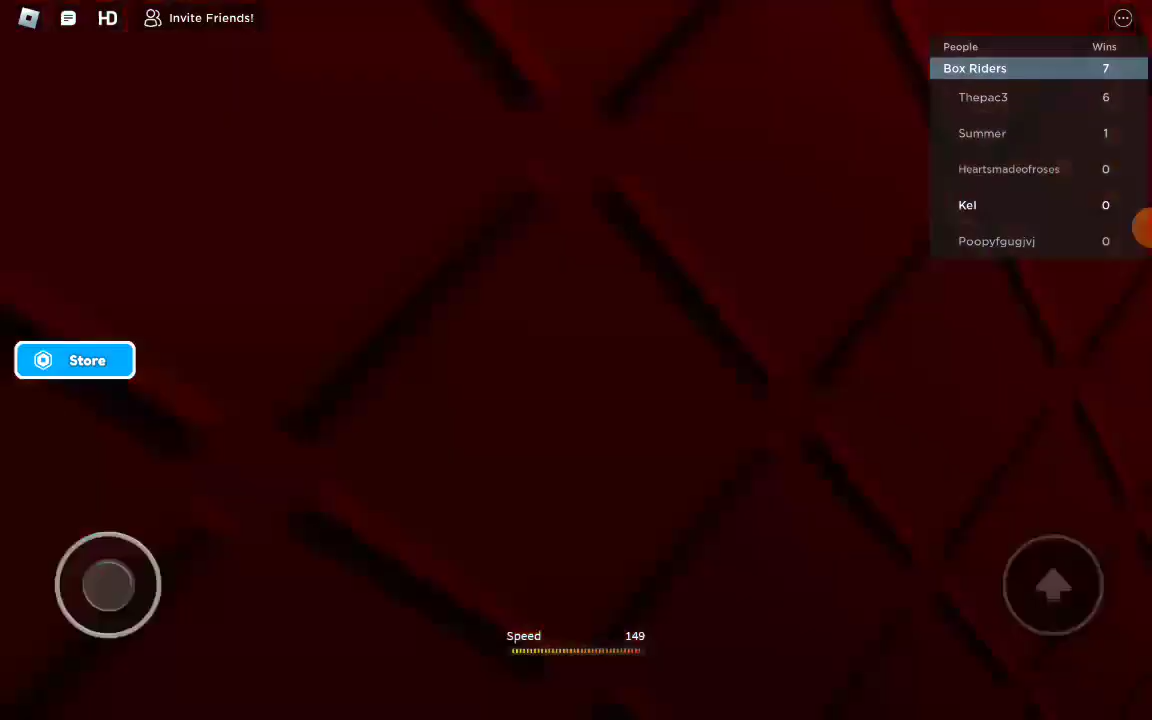 HD Invite Friends!
People Wins
Box Riders 7
Thepac3 6
Summer 1
Heartsmadeofroses 0
Kel 0
Poopyfgugjvj 0
Store
Speed 149